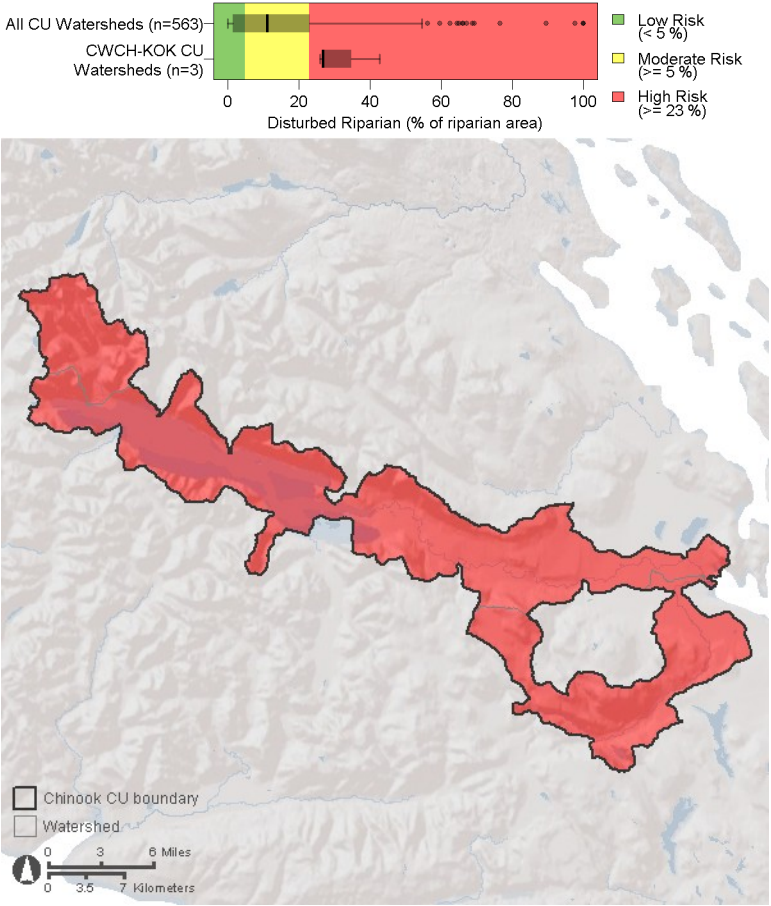 All CU Watersheds (n=563)
CWCH-KOK CU
Watersheds (n=3)
0 20 40 60 80 100
Disturbed Riparian (% of riparian area)
Low Risk
(< 5 %)
Moderate Risk
(>= 5 %)
High Risk
(>= 23 %)
Chinook CU boundary
Watershed
0 3 6 Miles
0 3.5 7 Kilometers